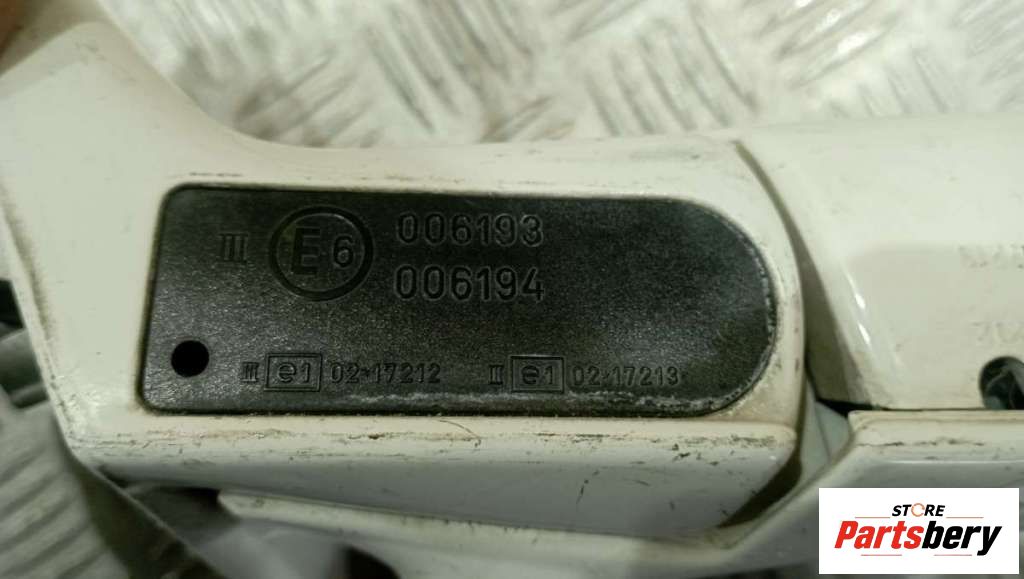 III E6 006193
006194
III e1 02*17212 II e1 02*17213
STORE
Partsbery